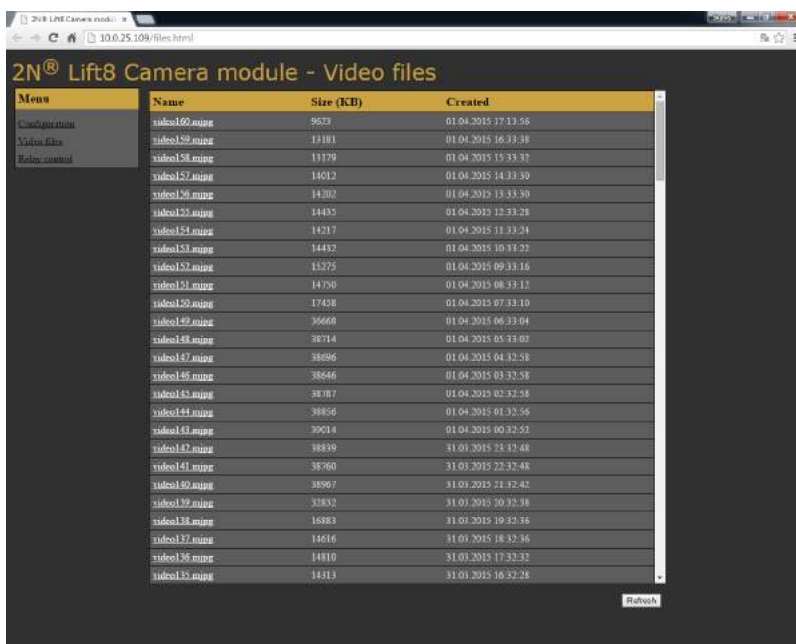 2N® Lift8 Camera modul
10.0.25.109/files.html
2N® Lift8 Camera module - Video files
Menu
Configuration
Video files
Relay control
Name Size (KB) Created
video160.mjpg 9623 01.04.2015 17:13:56
video159.mjpg 13181 01.04.2015 16:33:38
video158.mjpg 13179 01.04.2015 15:33:32
video157.mjpg 14012 01.04.2015 14:33:30
video156.mjpg 14202 01.04.2015 13:33:30
video155.mjpg 14435 01.04.2015 12:33:28
video154.mjpg 14217 01.04.2015 11:33:24
video153.mjpg 14432 01.04.2015 10:33:22
video152.mjpg 15275 01.04.2015 09:33:16
video151.mjpg 14750 01.04.2015 08:33:12
video150.mjpg 17458 01.04.2015 07:33:10
video149.mjpg 36668 01.04.2015 06:33:04
video148.mjpg 38714 01.04.2015 05:33:02
video147.mjpg 38696 01.04.2015 04:32:58
video146.mjpg 38646 01.04.2015 03:32:58
video145.mjpg 38787 01.04.2015 02:32:58
video144.mjpg 38856 01.04.2015 01:32:56
video143.mjpg 39014 01.04.2015 00:32:52
video142.mjpg 38839 31.03.2015 23:32:48
video141.mjpg 38760 31.03.2015 22:32:48
video140.mjpg 38967 31.03.2015 21:32:42
video139.mjpg 32832 31.03.2015 20:32:38
video138.mjpg 16883 31.03.2015 19:32:36
video137.mjpg 14616 31.03.2015 18:32:36
video136.mjpg 14810 31.03.2015 17:32:32
video135.mjpg 14313 31.03.2015 16:32:28
Refresh